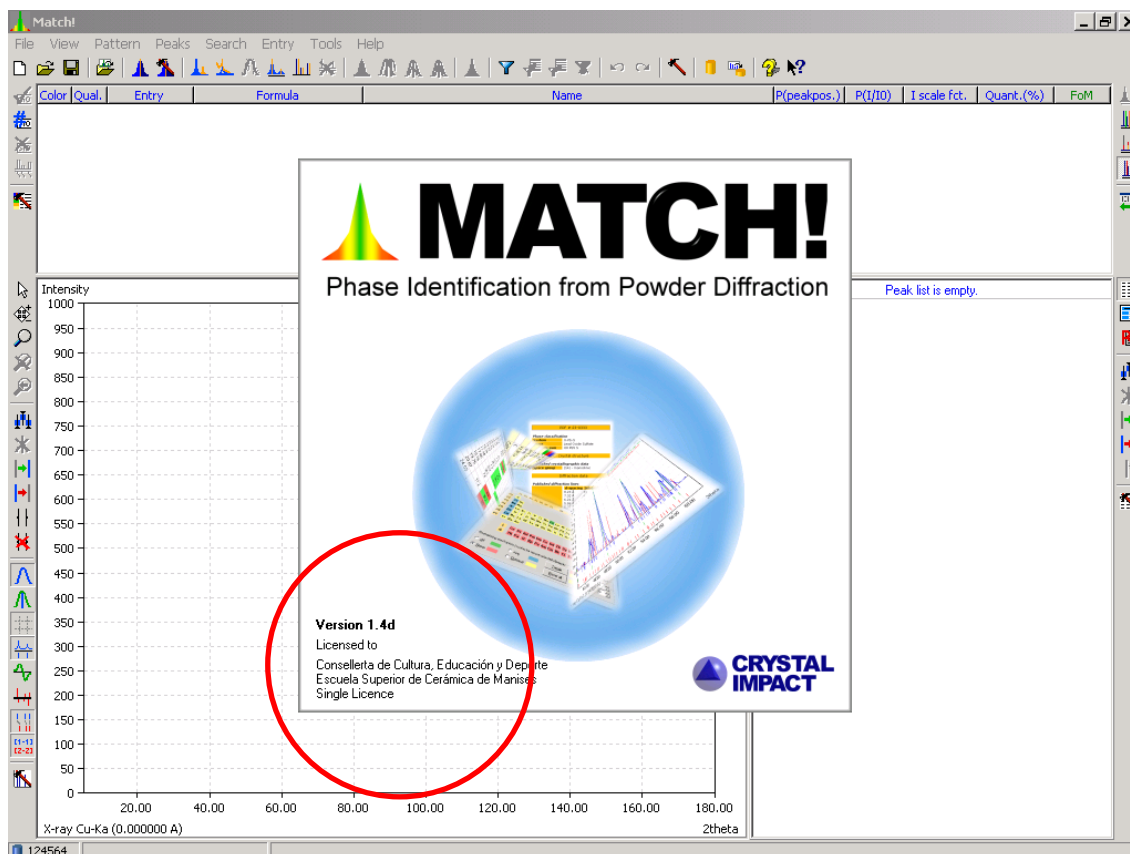 Match!
File View Pattern Peaks Search Entry Tools Help
Color Qual. Entry Formula Name P(peakpos.) P(I/I0) I scale fct. Quant.(%) FoM
MATCH!
Phase Identification from Powder Diffraction
Intensity
1000
950
900
850
800
750
700
650
600
550
500
450
400
350
300
250
200
150
100
50
0
20.00 40.00 60.00 80.00 100.00 120.00 140.00 160.00 180.00
X-ray Cu-Ka (0.000000 A) 2theta
Peak list is empty.
Version 1.4d
Licensed to
Consellerta de Cultura, Educación y Deporte
Escuela Superior de Cerámica de Manises
Single Licence
CRYSTAL
IMPACT
[1-1]
[2-2]
124564